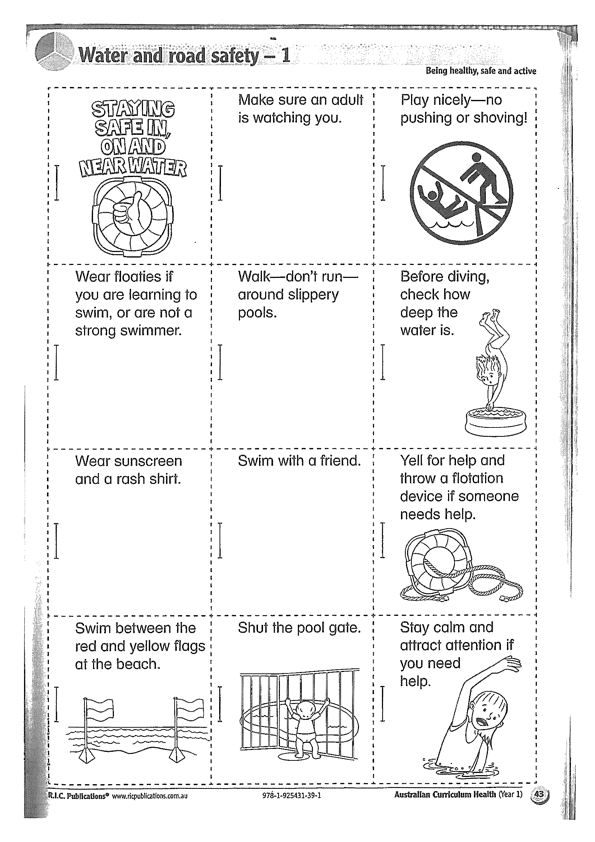 Water and road safety – 1
Being healthy, safe and active
STAYING
SAFE IN,
ON AND
NEAR WATER
Make sure an adult
is watching you.
Play nicely—no
pushing or shoving!
Wear floaties if
you are learning to
swim, or are not a
strong swimmer.
Walk—don't run—
around slippery
pools.
Before diving,
check how
deep the
water is.
Wear sunscreen
and a rash shirt.
Swim with a friend.
Yell for help and
throw a flotation
device if someone
needs help.
Swim between the
red and yellow flags
at the beach.
Shut the pool gate.
Stay calm and
attract attention if
you need
help.
R.I.C. Publications® www.ricpublications.com.au
978-1-925431-39-1
Australian Curriculum Health (Year 1)
43